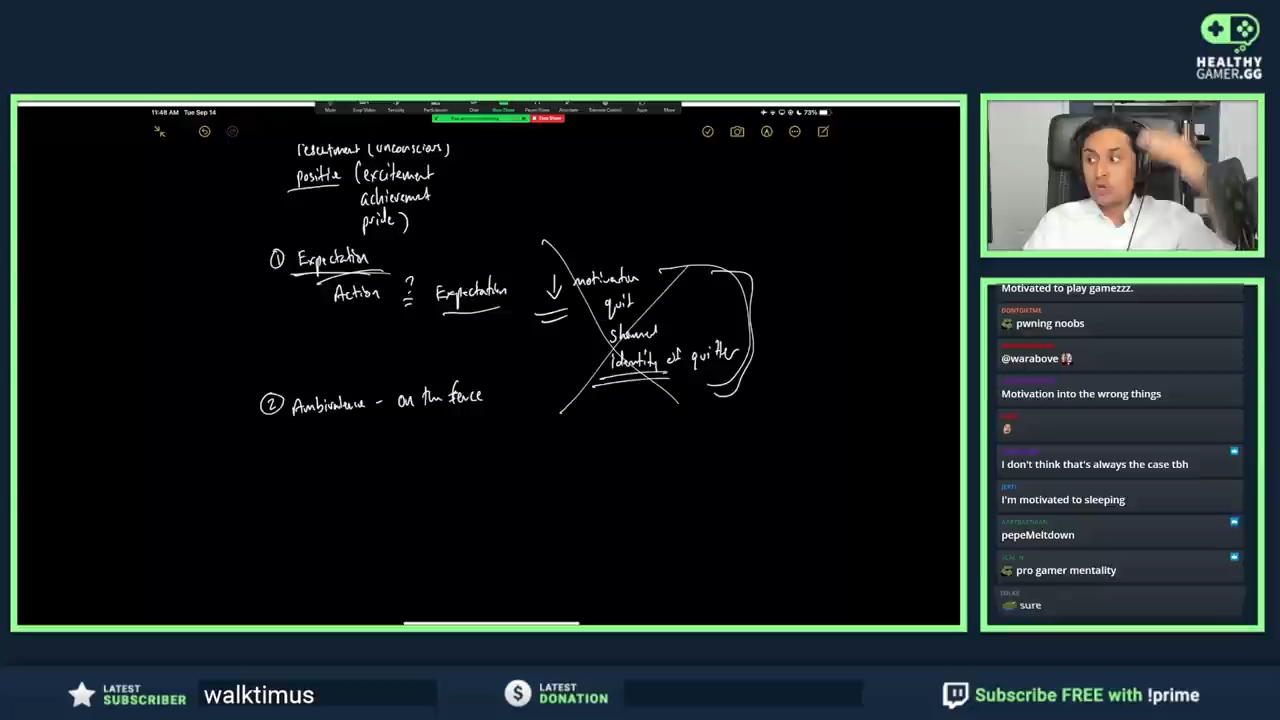 HEALTHY
GAMER.GG
11:48 AM Tue Sep 14
73%
resentment (unconscious)
positie (excitement
achievement
pride)
① Expectation
Action ?= Expectation ↓ motivation
quit
shamed
identity of quitter
② Ambivalence - on the fence
Motivated to play gamezzz.
DONTGIETME
pwning noobs
@warabove
Motivation into the wrong things
I don't think that's always the case tbh
I'm motivated to sleeping
pepeMeltdown
pro gamer mentality
sure
LATEST
SUBSCRIBER
walktimus
$
LATEST
DONATION
Subscribe FREE with !prime